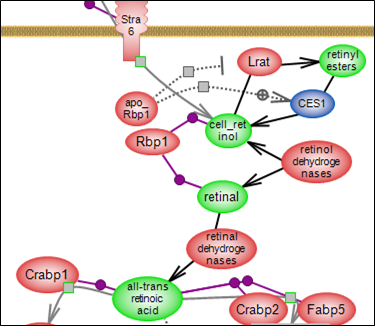 Stra
6
Lrat
retinyl
esters
apo_
Rbp1
CES1
cell_ret
inol
Rbp1
retinol
dehydroge
nases
retinal
retinal
dehydroge
nases
Crabp1
all-trans
retinoic
acid
Crabp2
Fabp5